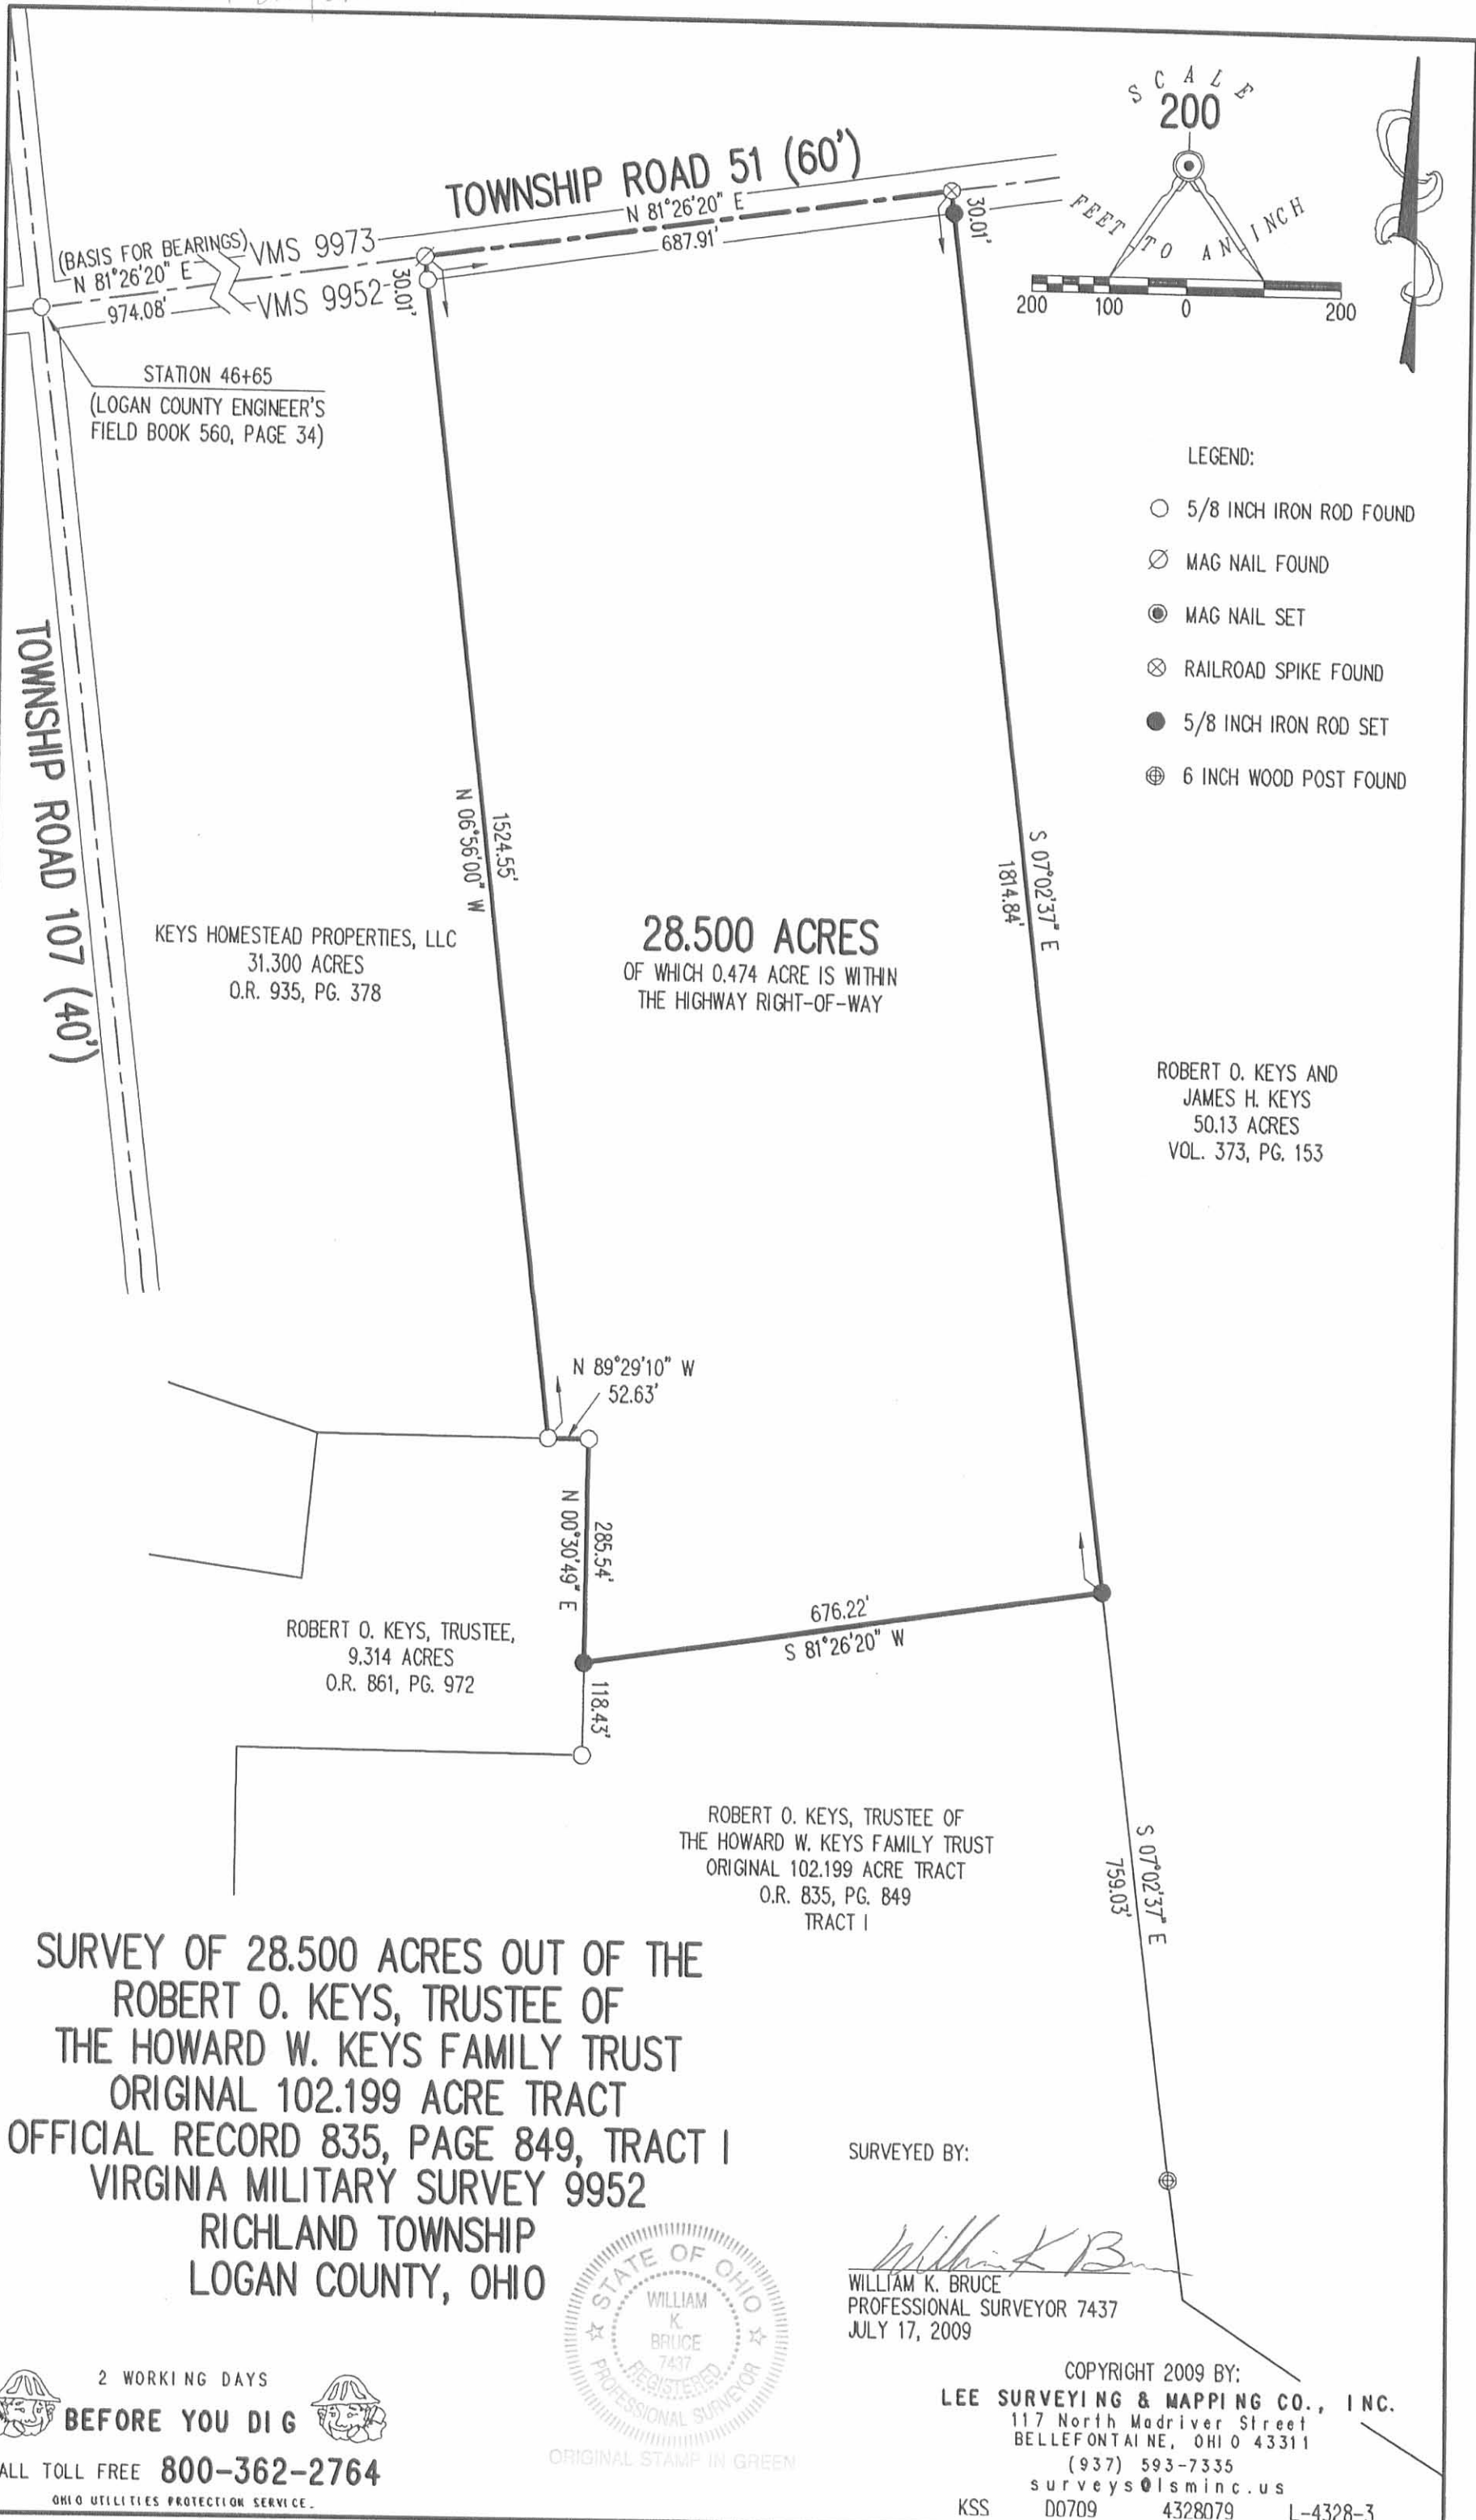 SCALE
200
FEET TO AN INCH
200 100 0 200
TOWNSHIP ROAD 51 (60')
N 81°26'20" E
687.91'
30.01'
(BASIS FOR BEARINGS)
N 81°26'20" E
974.08'
VMS 9973
VMS 9952
30.01'
STATION 46+65
(LOGAN COUNTY ENGINEER'S
FIELD BOOK 560, PAGE 34)
LEGEND:
5/8 INCH IRON ROD FOUND
MAG NAIL FOUND
MAG NAIL SET
RAILROAD SPIKE FOUND
5/8 INCH IRON ROD SET
6 INCH WOOD POST FOUND
TOWNSHIP ROAD 107 (40')
1524.55'
N 06°56'00" W
S 07°02'37" E
1814.84'
KEYS HOMESTEAD PROPERTIES, LLC
31.300 ACRES
O.R. 935, PG. 378
28.500 ACRES
OF WHICH 0.474 ACRE IS WITHIN
THE HIGHWAY RIGHT-OF-WAY
ROBERT O. KEYS AND
JAMES H. KEYS
50.13 ACRES
VOL. 373, PG. 153
N 89°29'10" W
52.63'
285.54'
N 00°30'49" E
676.22'
S 81°26'20" W
ROBERT O. KEYS, TRUSTEE,
9.314 ACRES
O.R. 861, PG. 972
118.43'
ROBERT O. KEYS, TRUSTEE OF
THE HOWARD W. KEYS FAMILY TRUST
ORIGINAL 102.199 ACRE TRACT
O.R. 835, PG. 849
TRACT I
S 07°02'37" E
759.03'
SURVEY OF 28.500 ACRES OUT OF THE
ROBERT O. KEYS, TRUSTEE OF
THE HOWARD W. KEYS FAMILY TRUST
ORIGINAL 102.199 ACRE TRACT
OFFICIAL RECORD 835, PAGE 849, TRACT I
VIRGINIA MILITARY SURVEY 9952
RICHLAND TOWNSHIP
LOGAN COUNTY, OHIO
STATE OF OHIO
WILLIAM
K.
BRUCE
7437
REGISTERED
PROFESSIONAL SURVEYOR
ORIGINAL STAMP IN GREEN
SURVEYED BY:
William K Bruce
WILLIAM K. BRUCE
PROFESSIONAL SURVEYOR 7437
JULY 17, 2009
2 WORKING DAYS
BEFORE YOU DIG
ALL TOLL FREE 800-362-2764
OHIO UTILITIES PROTECTION SERVICE.
COPYRIGHT 2009 BY:
LEE SURVEYING & MAPPING CO., INC.
117 North Madriver Street
BELLEFONTAINE, OHIO 43311
(937) 593-7335
surveys@lsminc.us
KSS D0709 4328079 L-4328-3